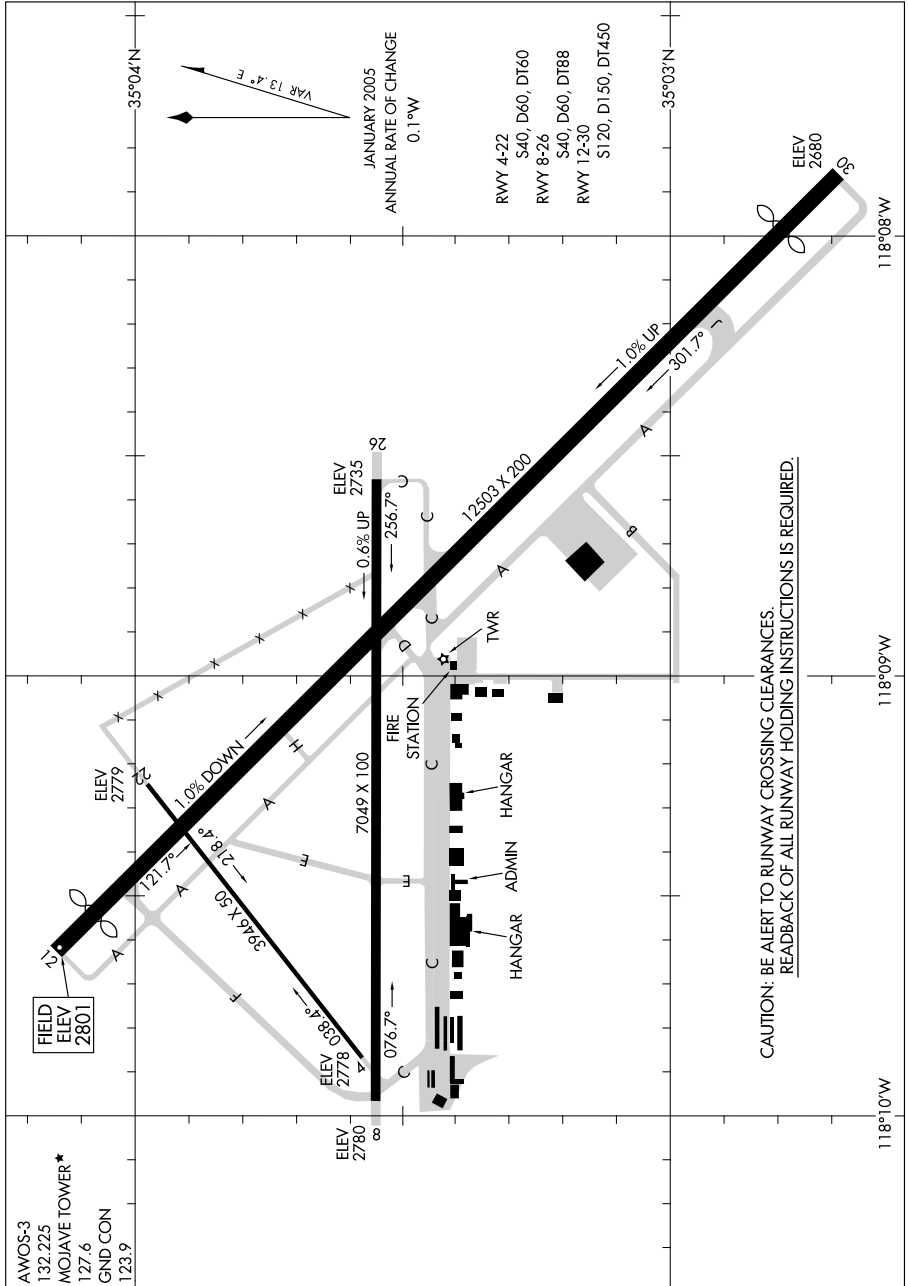 AWOS-3
132.225
MOJAVE TOWER★
127.6
GND CON
123.9
35°04'N
VAR 13.4° E
JANUARY 2005
ANNUAL RATE OF CHANGE
0.1°W
RWY 4-22
S40, D60, DT60
RWY 8-26
S40, D60, DT88
RWY 12-30
S120, D150, DT450
35°03'N
FIELD
ELEV
2801
12
A
121.7°
1.0% DOWN
A
A
H
ELEV
2779
22
218.4°
3946 X 50
038.4°
F
E
E
ELEV
2778
4
ELEV
2780
8
076.7°
7049 X 100
0.6% UP
256.7°
ELEV
2735
26
X
X
X
X
X
X
C
C
C
C
C
C
D
FIRE
STATION
TWR
HANGAR
ADMIN
HANGAR
12503 X 200
A
A
B
J
1.0% UP
301.7°
ELEV
2680
30
CAUTION: BE ALERT TO RUNWAY CROSSING CLEARANCES.
READBACK OF ALL RUNWAY HOLDING INSTRUCTIONS IS REQUIRED.
118°10'W
118°09'W
118°08'W